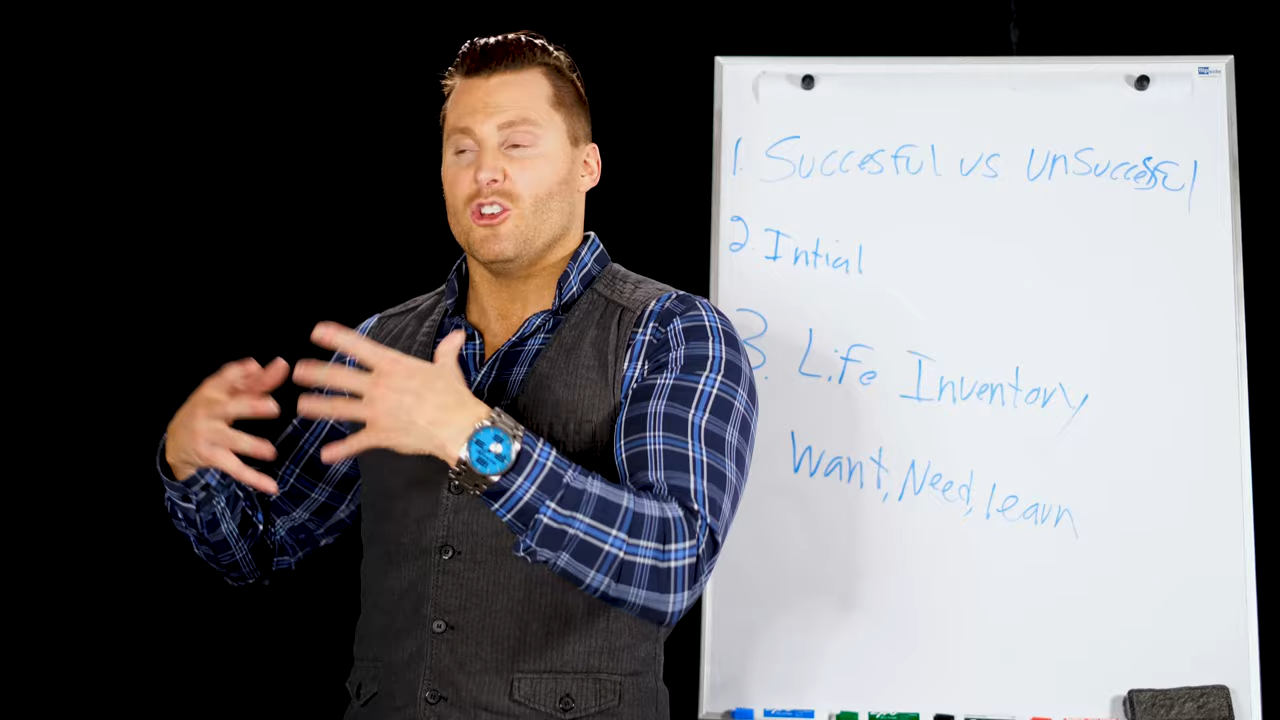 1. Succesful vs unsuccesful
2. Intial
3. Life Inventory
Want, Need, learn